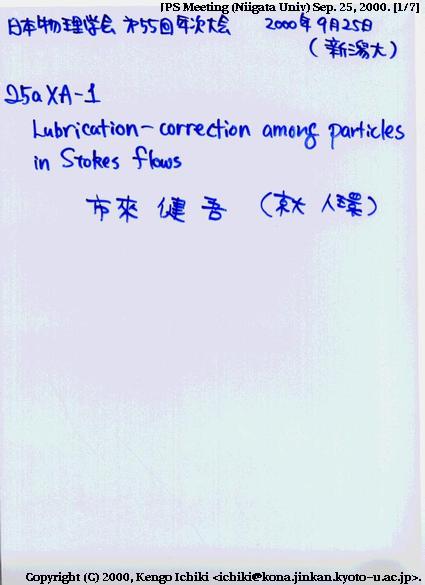 JPS Meeting (Niigata Univ) Sep. 25, 2000. [1/7]
日本物理学会 第55回年次大会 2000年9月25日
(新潟大)
25aXA-1
Lubrication-correction among particles
in Stokes flows
市來 健吾 (京大 人環)
Copyright (C) 2000, Kengo Ichiki <ichiki@kona.jinkan.kyoto-u.ac.jp>.